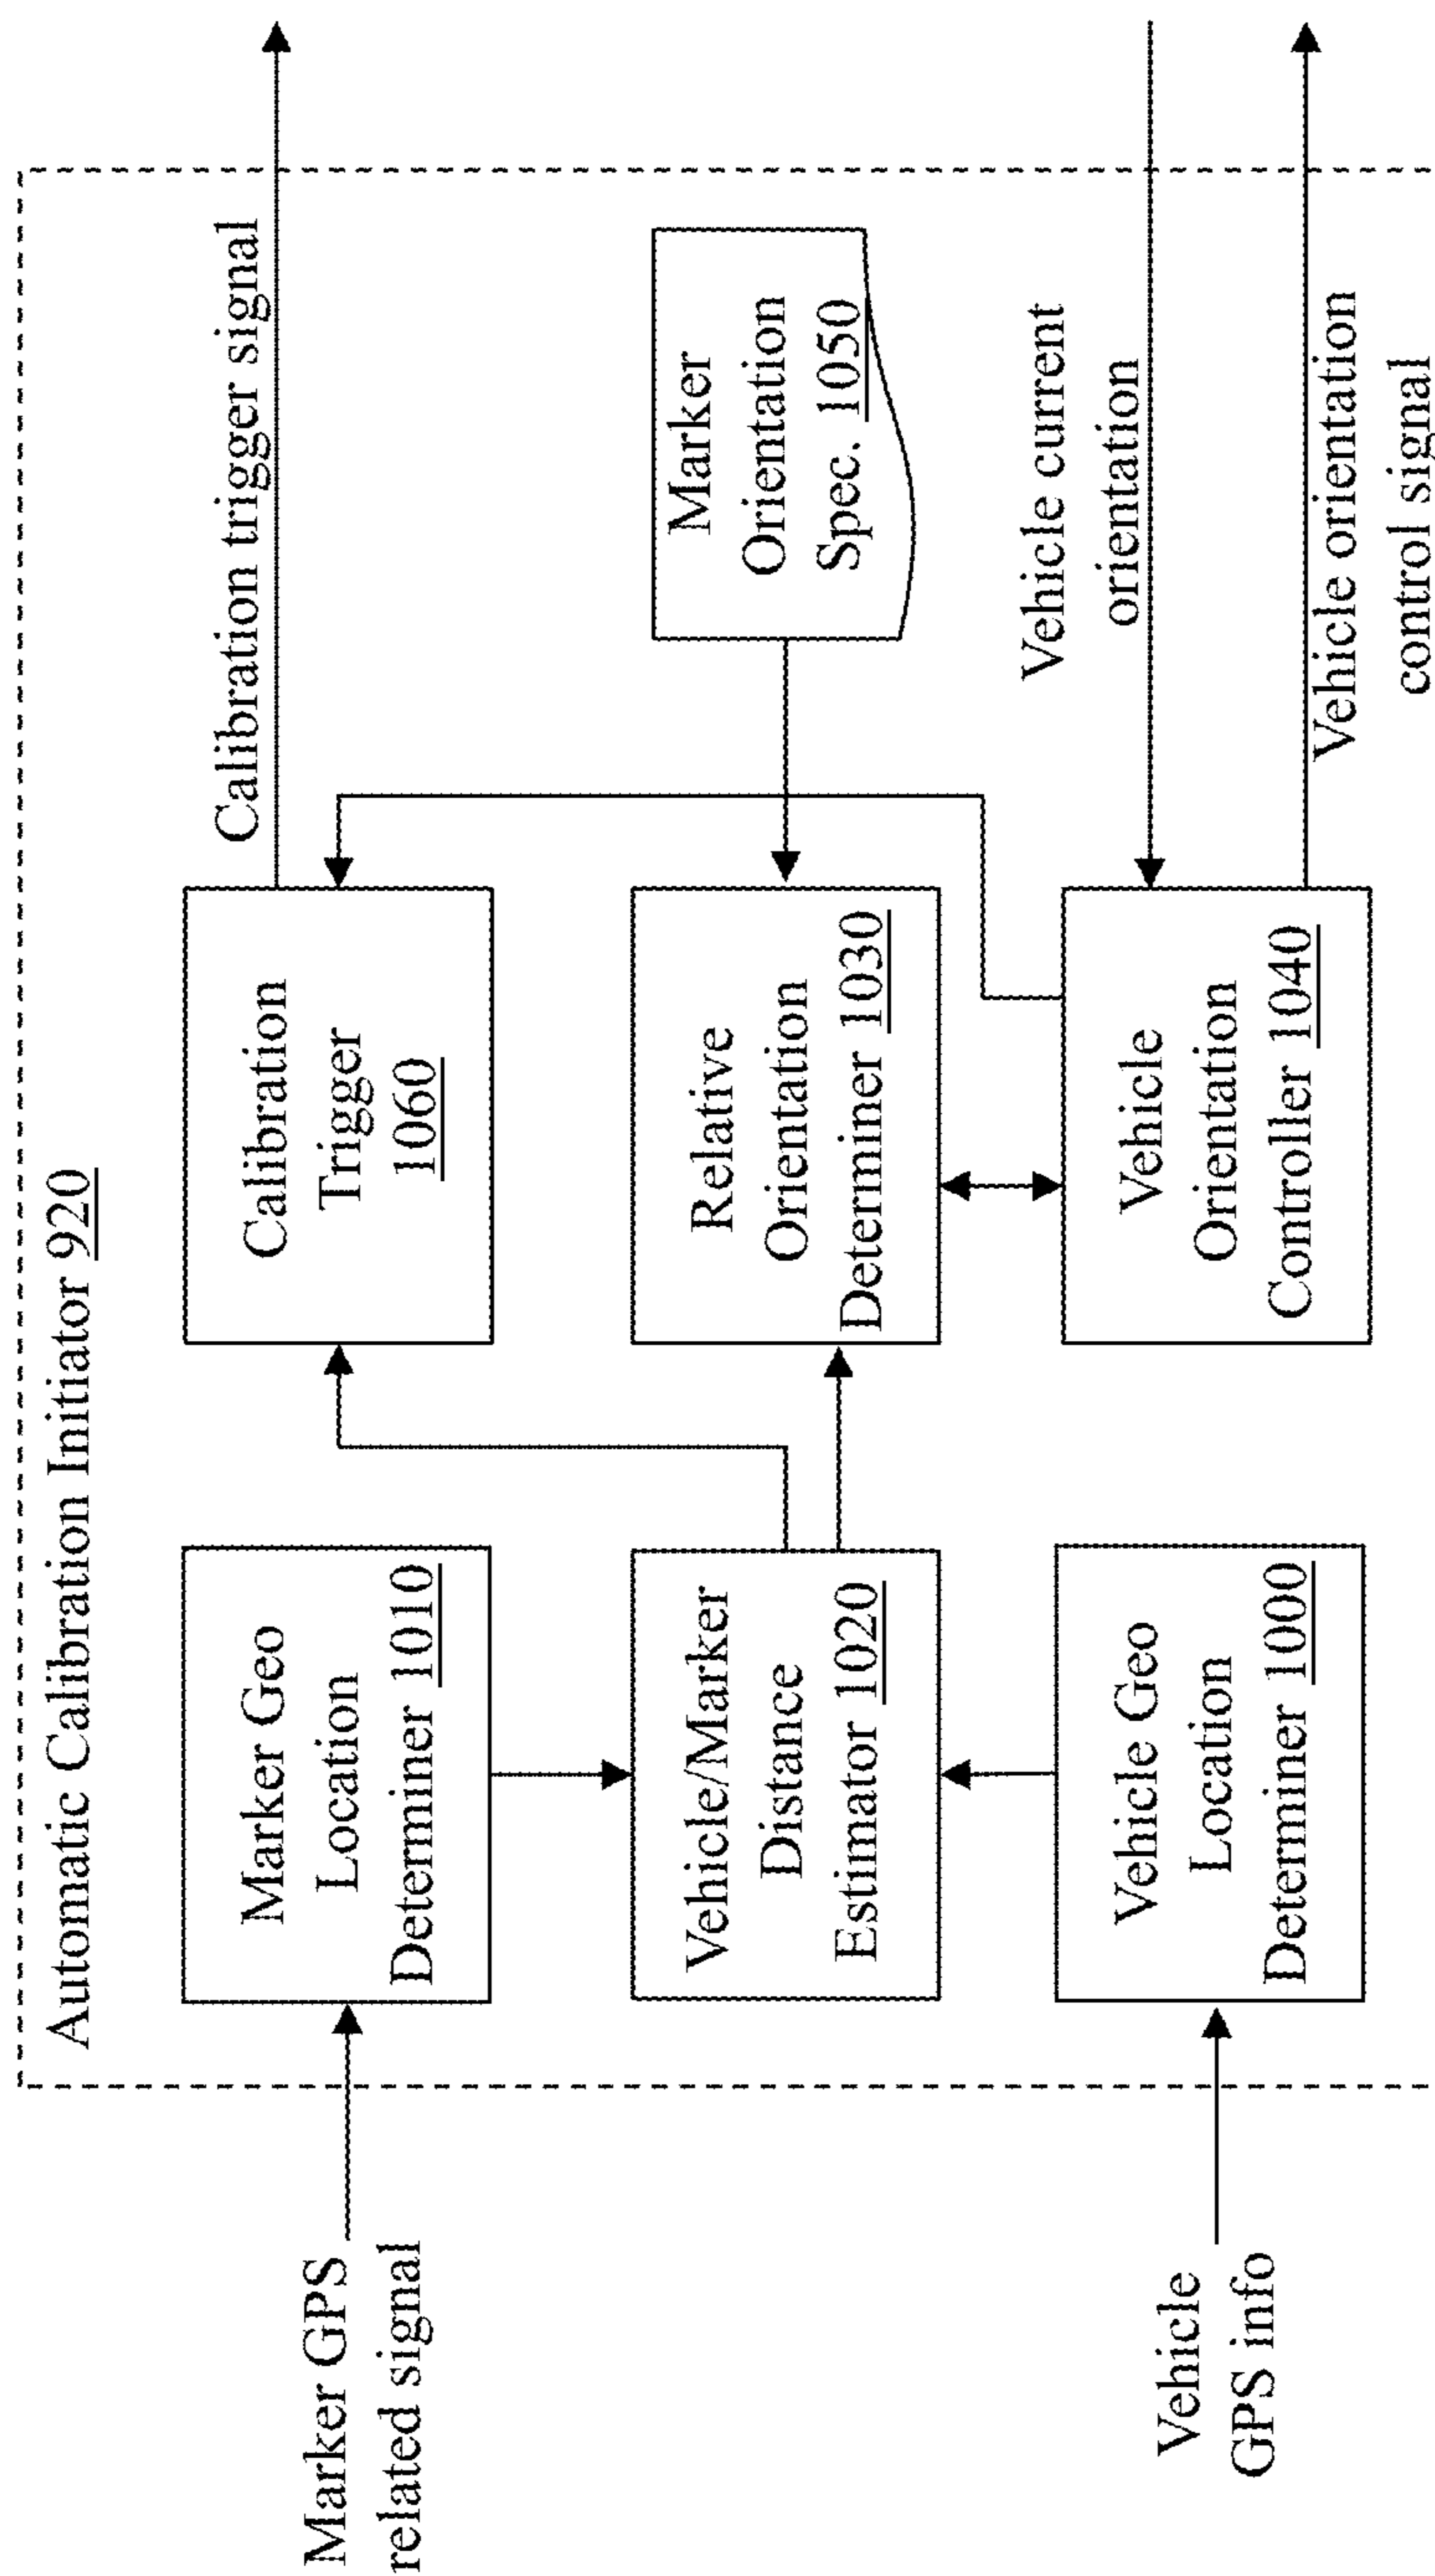 Automatic Calibration Initiator 920
Marker GPS
related signal
Marker Geo
Location
Determiner 1010
Calibration
Trigger
1060
Calibration trigger signal
Vehicle/Marker
Distance
Estimator 1020
Relative
Orientation
Determiner 1030
Marker
Orientation
Spec. 1050
Vehicle
GPS info
Vehicle Geo
Location
Determiner 1000
Vehicle
Orientation
Controller 1040
Vehicle current
orientation
Vehicle orientation
control signal